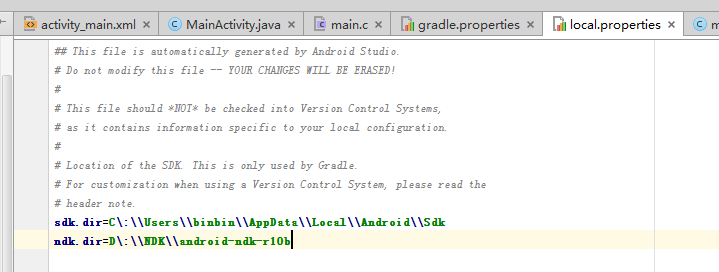 activity_main.xml × MainActivity.java × main.c × gradle.properties × local.properties × m
## This file is automatically generated by Android Studio.
# Do not modify this file -- YOUR CHANGES WILL BE ERASED!
#
# This file should *NOT* be checked into Version Control Systems,
# as it contains information specific to your local configuration.
#
# Location of the SDK. This is only used by Gradle.
# For customization when using a Version Control System, please read the
# header note.
sdk.dir=C\:\\Users\\binbin\\AppData\\Local\\Android\\Sdk
ndk.dir=D\:\\NDK\\android-ndk-r10b